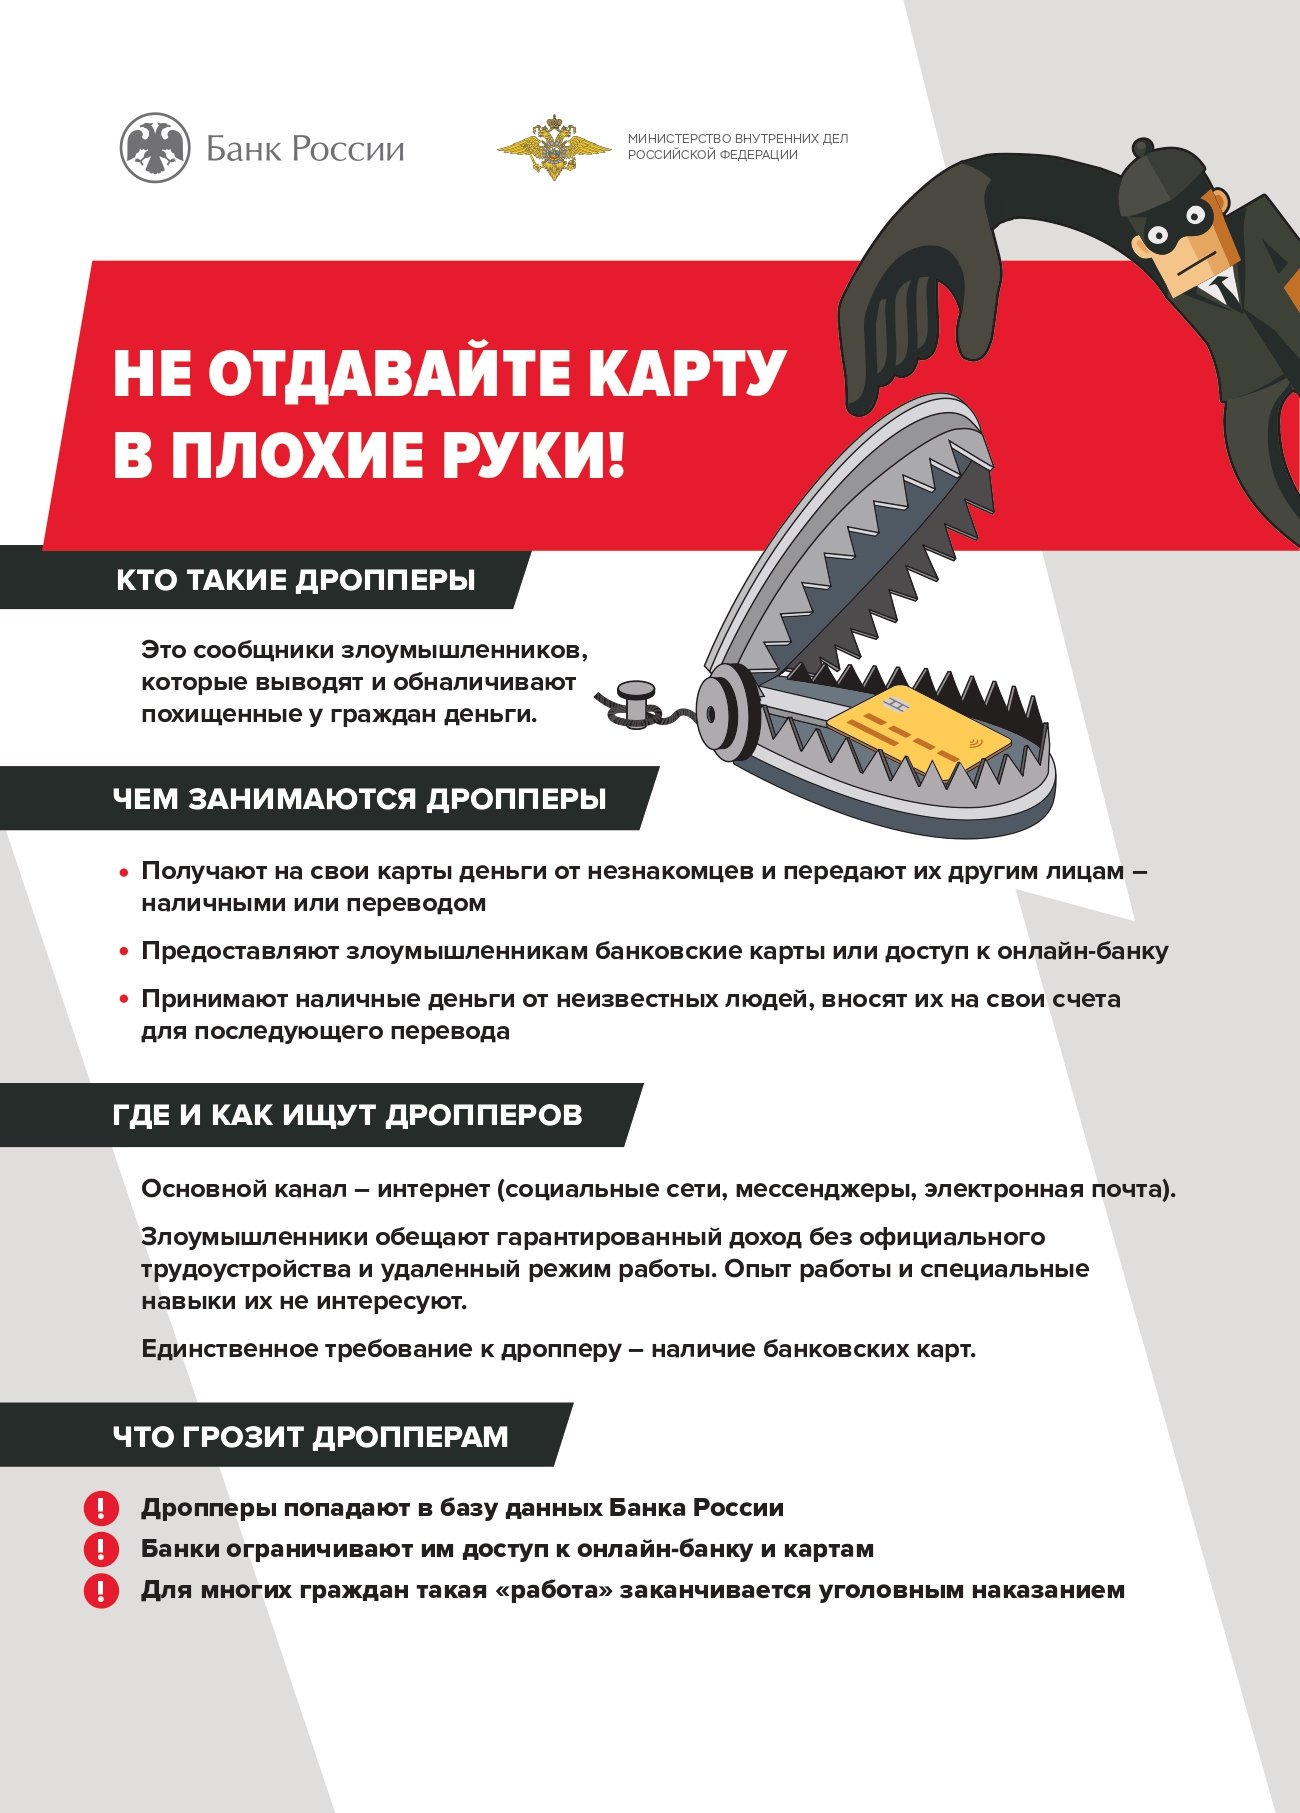 Банк России
МИНИСТЕРСТВО ВНУТРЕННИХ ДЕЛ
РОССИЙСКОЙ ФЕДЕРАЦИИ
НЕ ОТДАВАЙТЕ КАРТУ
В ПЛОХИЕ РУКИ!
КТО ТАКИЕ ДРОППЕРЫ
Это сообщники злоумышленников,
которые выводят и обналичивают
похищенные у граждан деньги.
ЧЕМ ЗАНИМАЮТСЯ ДРОППЕРЫ
• Получают на свои карты деньги от незнакомцев и передают их другим лицам –
наличными или переводом
• Предоставляют злоумышленникам банковские карты или доступ к онлайн-банку
• Принимают наличные деньги от неизвестных людей, вносят их на свои счета
для последующего перевода
ГДЕ И КАК ИЩУТ ДРОППЕРОВ
Основной канал – интернет (социальные сети, мессенджеры, электронная почта).
Злоумышленники обещают гарантированный доход без официального
трудоустройства и удаленный режим работы. Опыт работы и специальные
навыки их не интересуют.
Единственное требование к дропперу – наличие банковских карт.
ЧТО ГРОЗИТ ДРОППЕРАМ
! Дропперы попадают в базу данных Банка России
! Банки ограничивают им доступ к онлайн-банку и картам
! Для многих граждан такая «работа» заканчивается уголовным наказанием